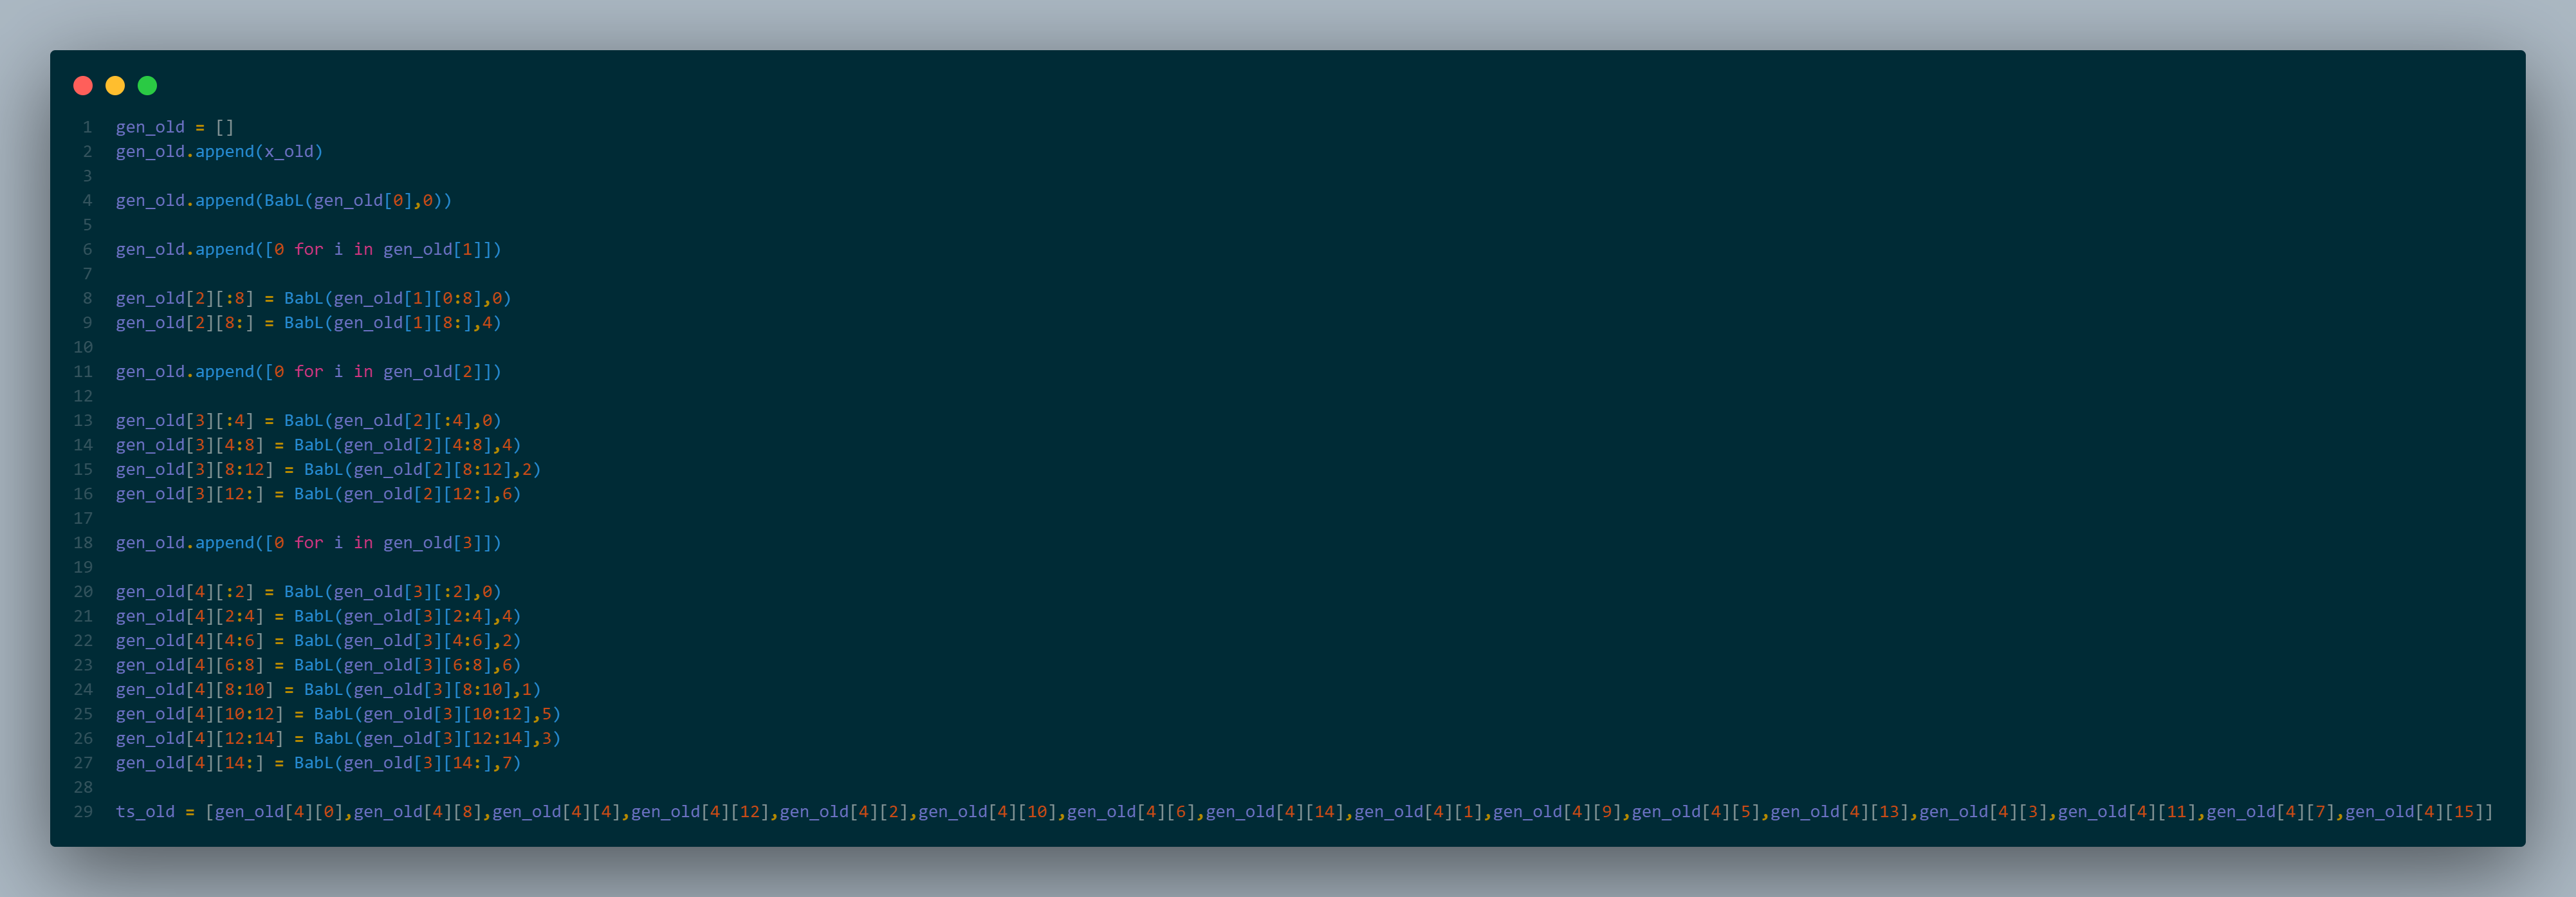 1 gen_old = []
2 gen_old.append(x_old)
3
4 gen_old.append(BabL(gen_old[0],0))
5
6 gen_old.append([0 for i in gen_old[1]])
7
8 gen_old[2][:8] = BabL(gen_old[1][0:8],0)
9 gen_old[2][8:] = BabL(gen_old[1][8:],4)
10
11 gen_old.append([0 for i in gen_old[2]])
12
13 gen_old[3][:4] = BabL(gen_old[2][:4],0)
14 gen_old[3][4:8] = BabL(gen_old[2][4:8],4)
15 gen_old[3][8:12] = BabL(gen_old[2][8:12],2)
16 gen_old[3][12:] = BabL(gen_old[2][12:],6)
17
18 gen_old.append([0 for i in gen_old[3]])
19
20 gen_old[4][:2] = BabL(gen_old[3][:2],0)
21 gen_old[4][2:4] = BabL(gen_old[3][2:4],4)
22 gen_old[4][4:6] = BabL(gen_old[3][4:6],2)
23 gen_old[4][6:8] = BabL(gen_old[3][6:8],6)
24 gen_old[4][8:10] = BabL(gen_old[3][8:10],1)
25 gen_old[4][10:12] = BabL(gen_old[3][10:12],5)
26 gen_old[4][12:14] = BabL(gen_old[3][12:14],3)
27 gen_old[4][14:] = BabL(gen_old[3][14:],7)
28
29 ts_old = [gen_old[4][0],gen_old[4][8],gen_old[4][4],gen_old[4][12],gen_old[4][2],gen_old[4][10],gen_old[4][6],gen_old[4][14],gen_old[4][1],gen_old[4][9],gen_old[4][5],gen_old[4][13],gen_old[4][3],gen_old[4][11],gen_old[4][7],gen_old[4][15]]